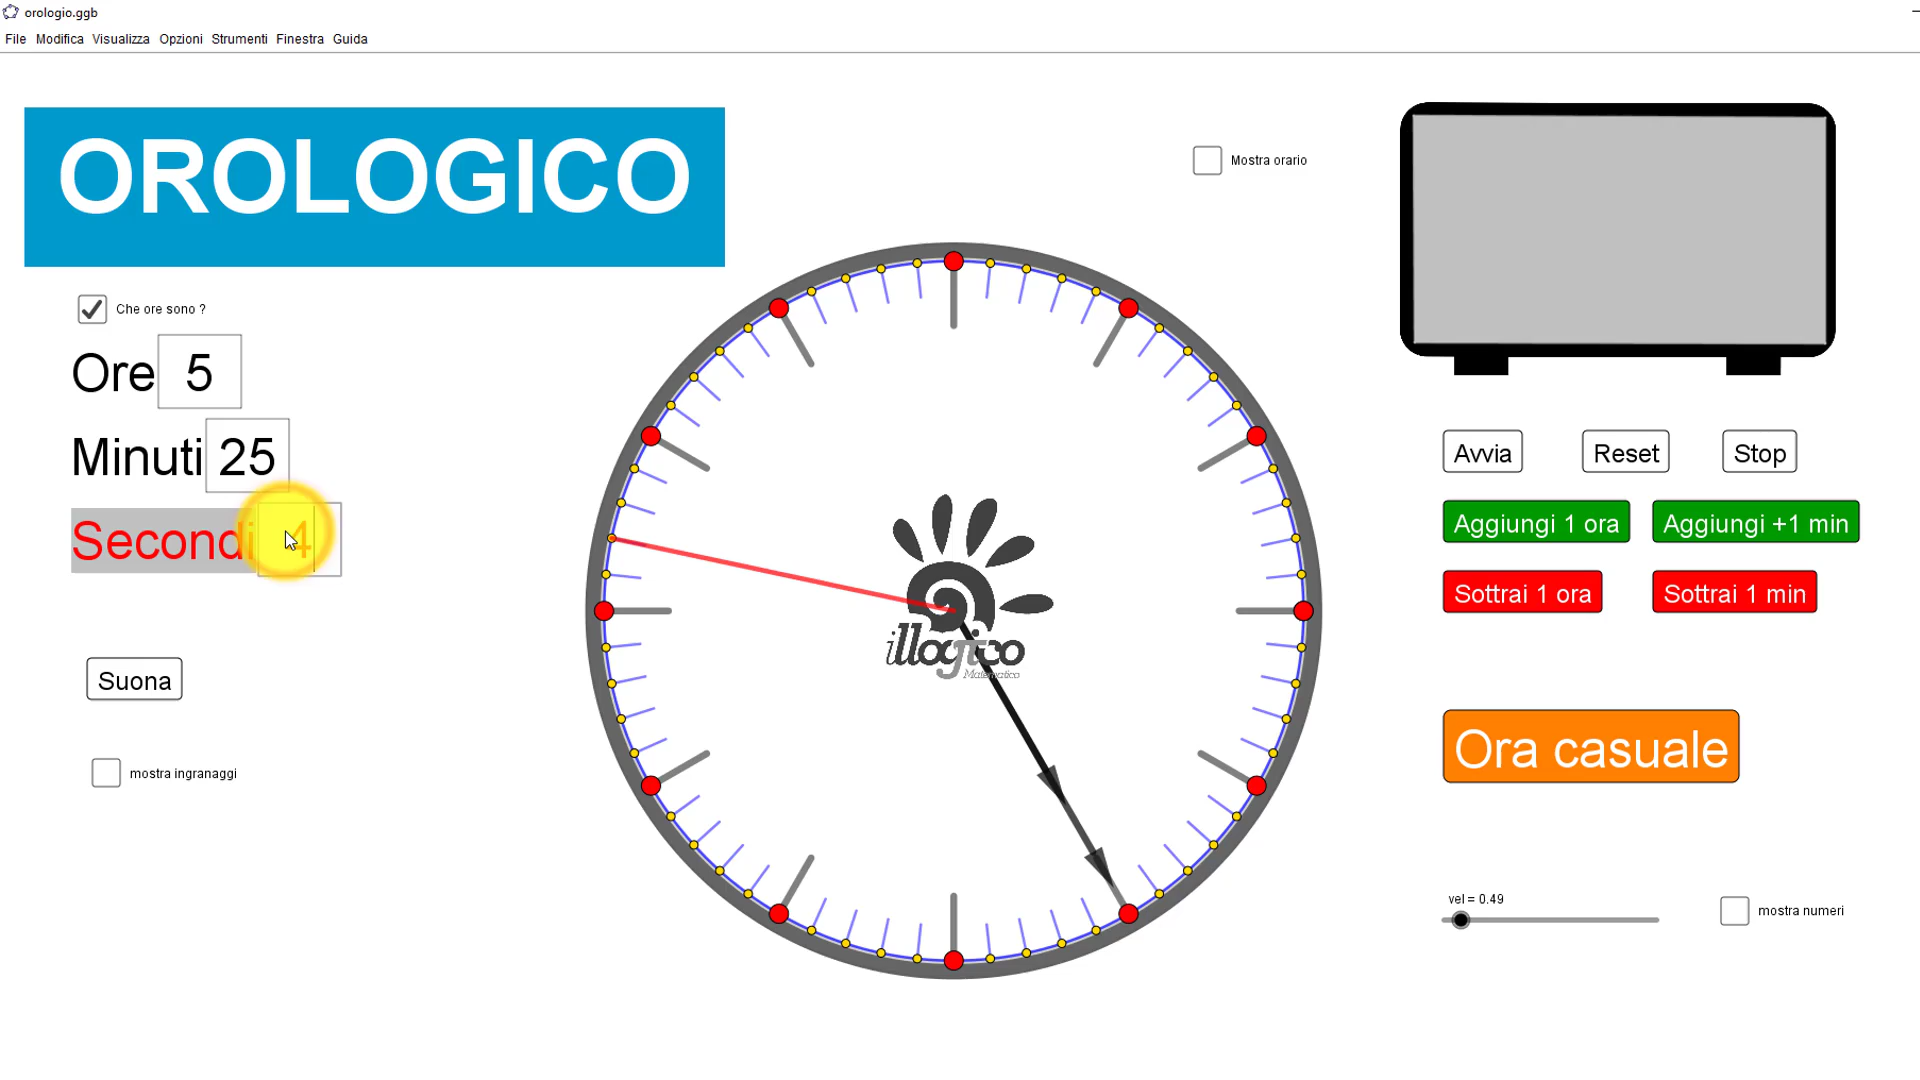 orologio.ggb
File Modifica Visualizza Opzioni Strumenti Finestra Guida
OROLOGICO
Mostra orario
Che ore sono ?
Ore 5
Minuti 25
Secondi 4
Suona
mostra ingranaggi
illogico
Matematico
Avvia Reset Stop
Aggiungi 1 ora Aggiungi +1 min
Sottrai 1 ora Sottrai 1 min
Ora casuale
vel = 0.49
mostra numeri